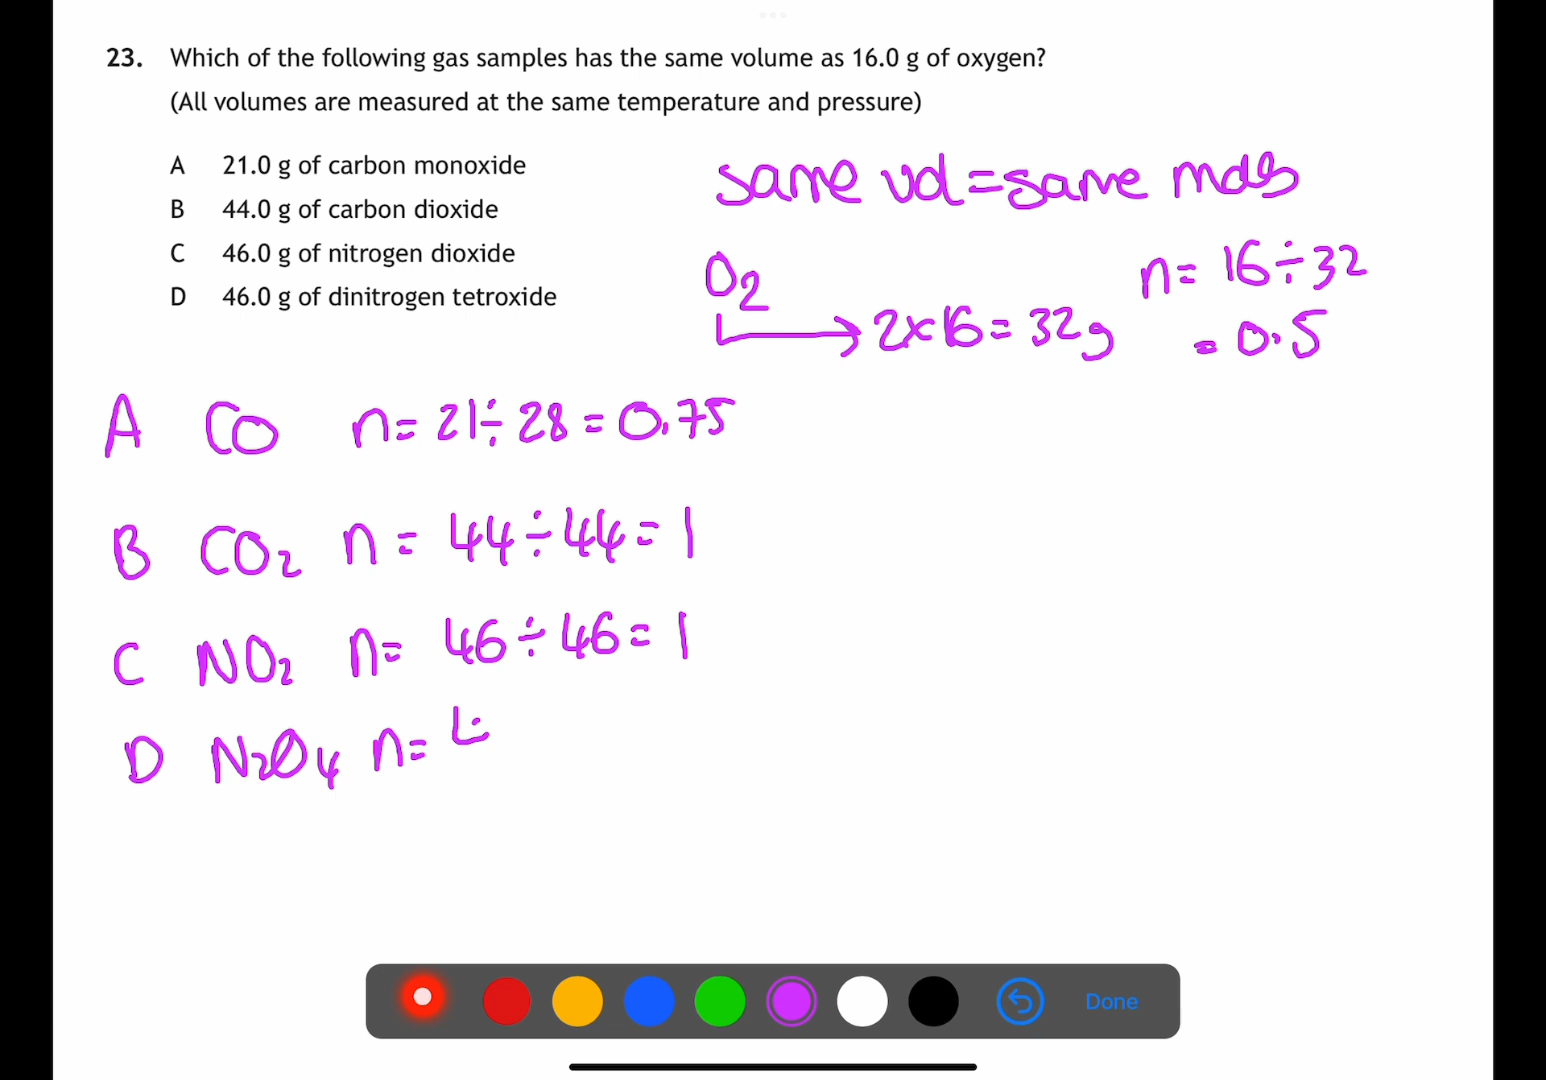 23. Which of the following gas samples has the same volume as 16.0 g of oxygen?
(All volumes are measured at the same temperature and pressure)
A 21.0 g of carbon monoxide
B 44.0 g of carbon dioxide
C 46.0 g of nitrogen dioxide
D 46.0 g of dinitrogen tetroxide
same vol = same mols
O2
n = 16 ÷ 32
2x16 = 32g
= 0.5
A CO n = 21 ÷ 28 = 0.75
B CO2 n = 44 ÷ 44 = 1
C NO2 n = 46 ÷ 46 = 1
D N2O4 n =
Done